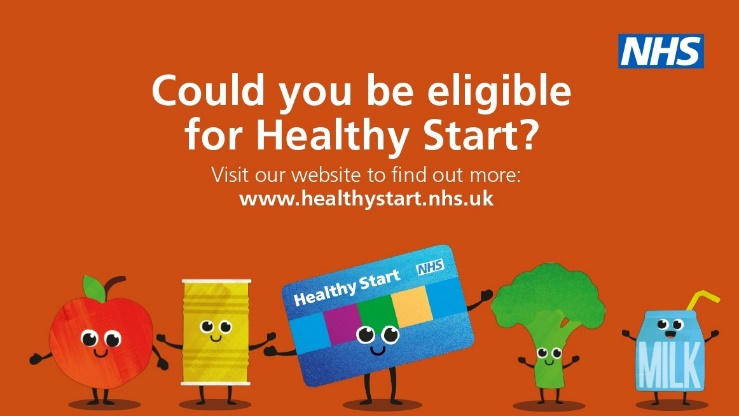 NHS
Could you be eligible
for Healthy Start?
Visit our website to find out more:
www.healthystart.nhs.uk
Healthy Start
NHS
MILK